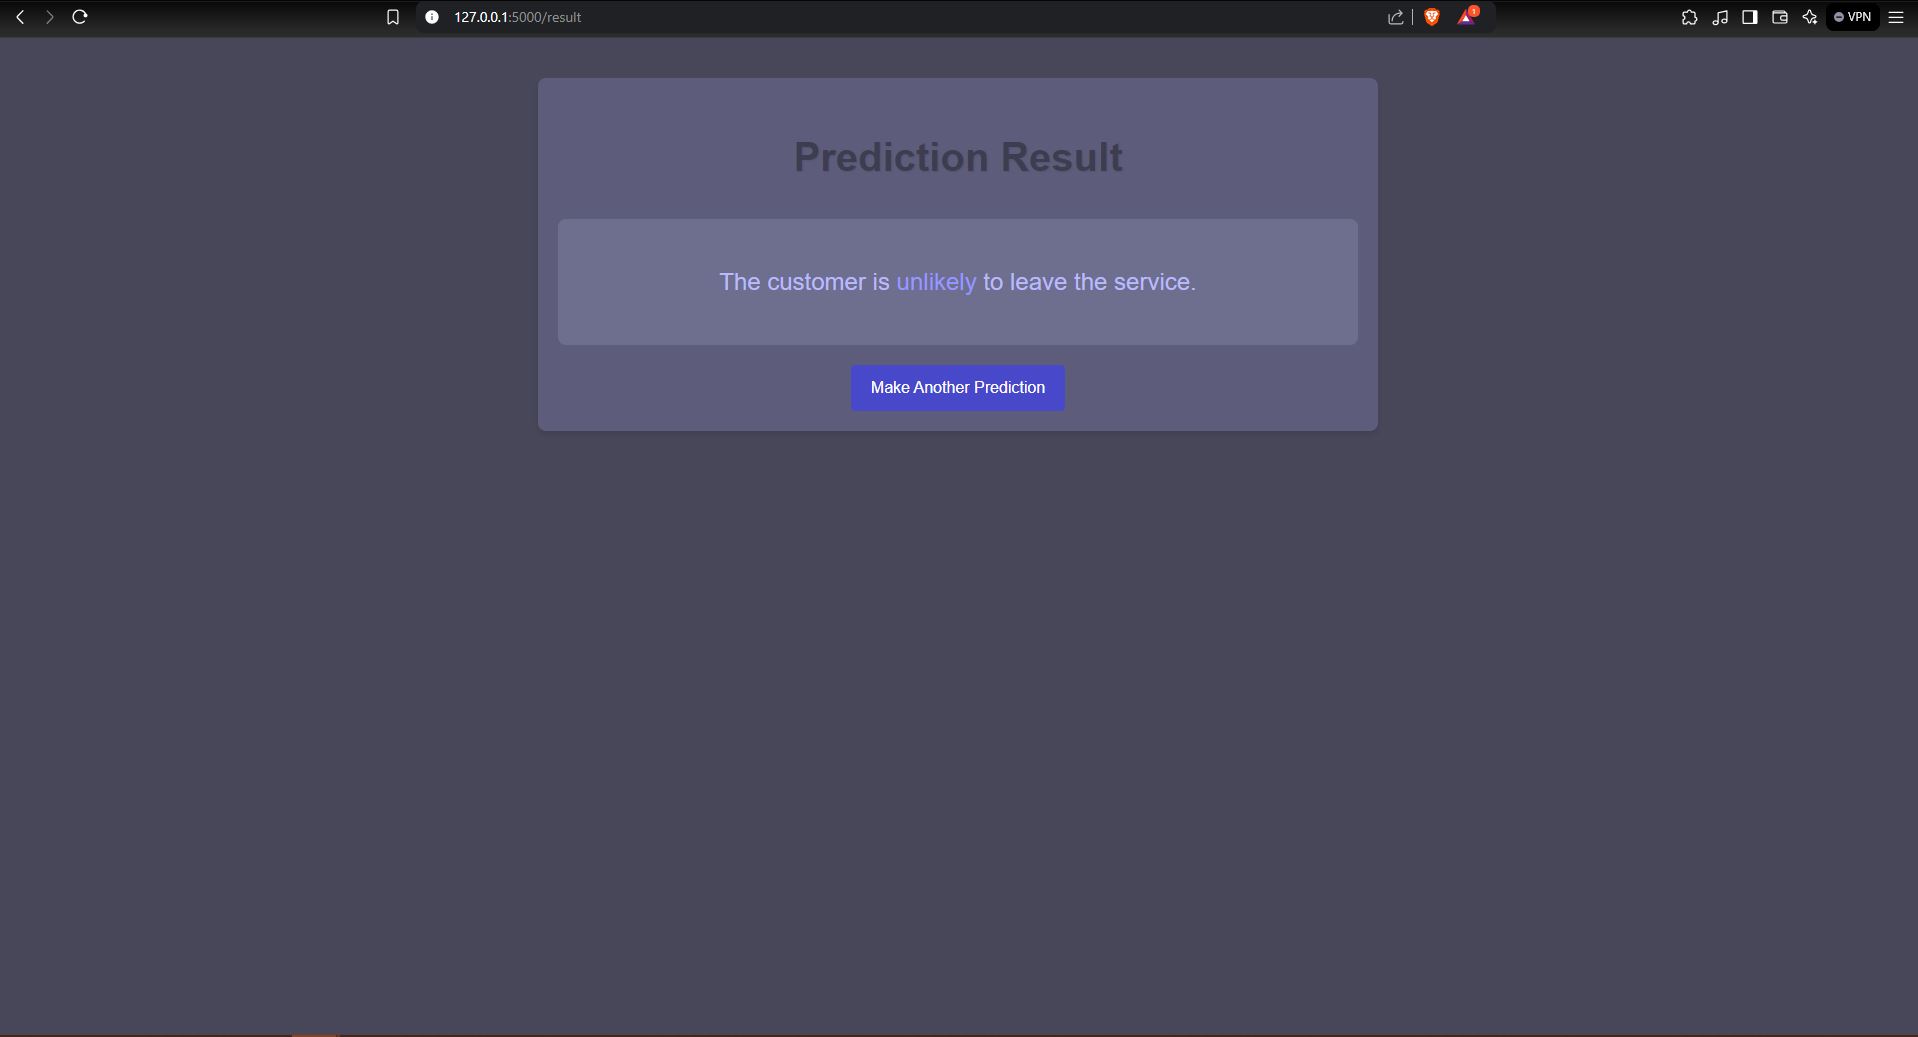 127.0.0.1:5000/result
1
VPN
Prediction Result
The customer is unlikely to leave the service.
Make Another Prediction